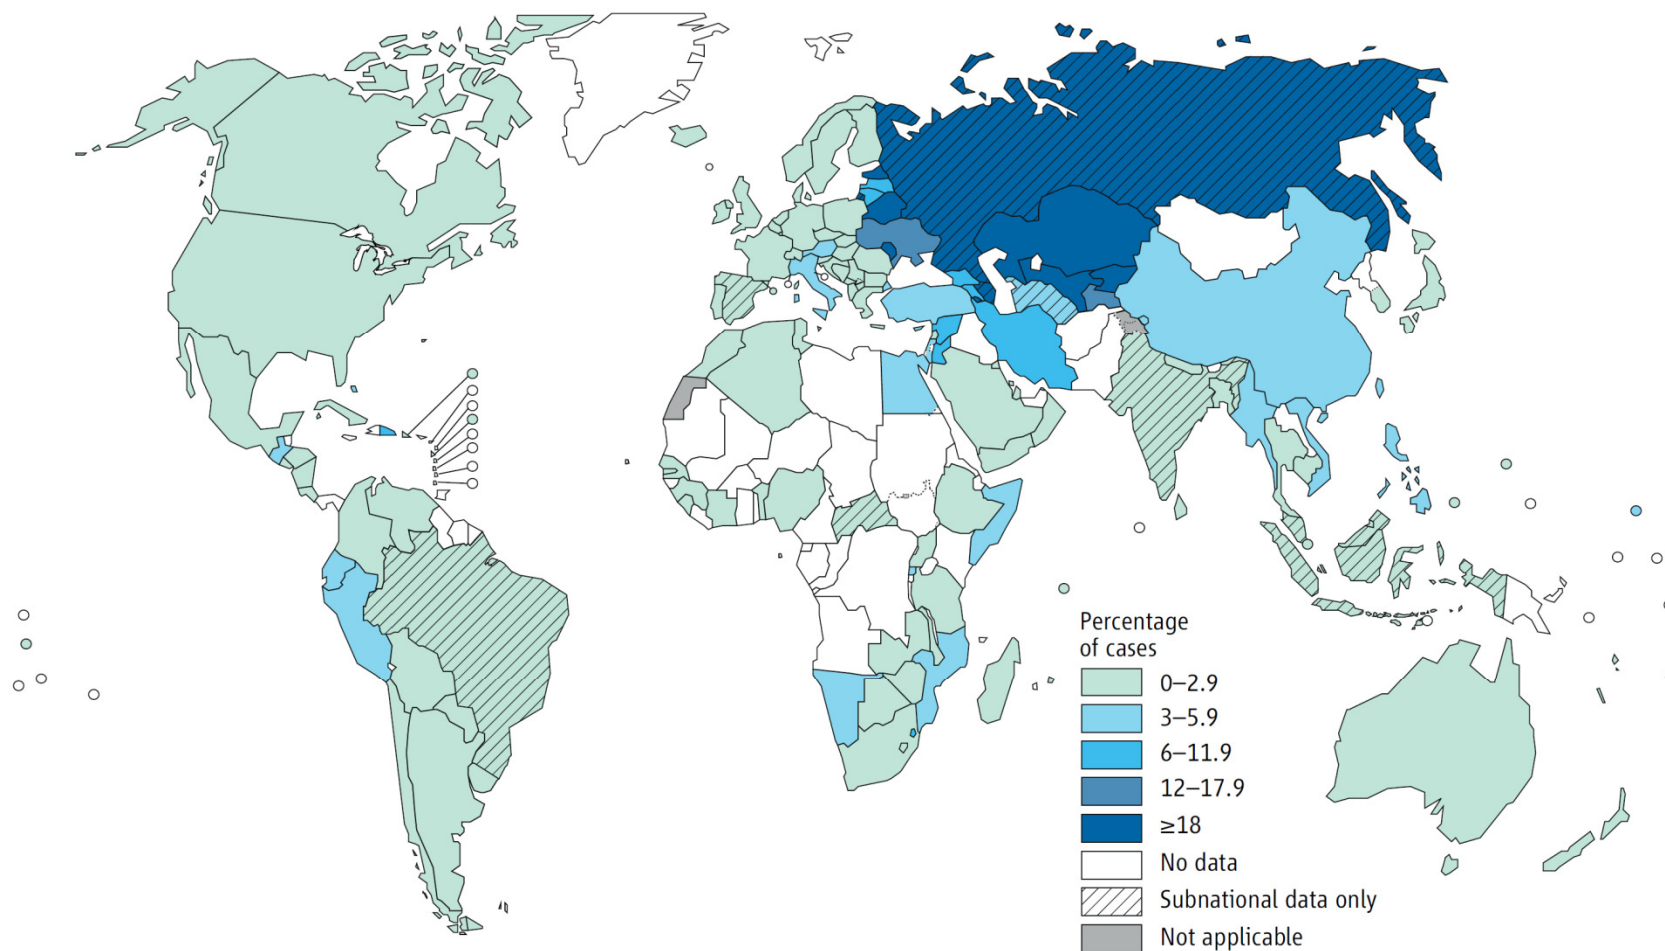 Percentage
of cases
0–2.9
3–5.9
6–11.9
12–17.9
≥18
No data
Subnational data only
Not applicable